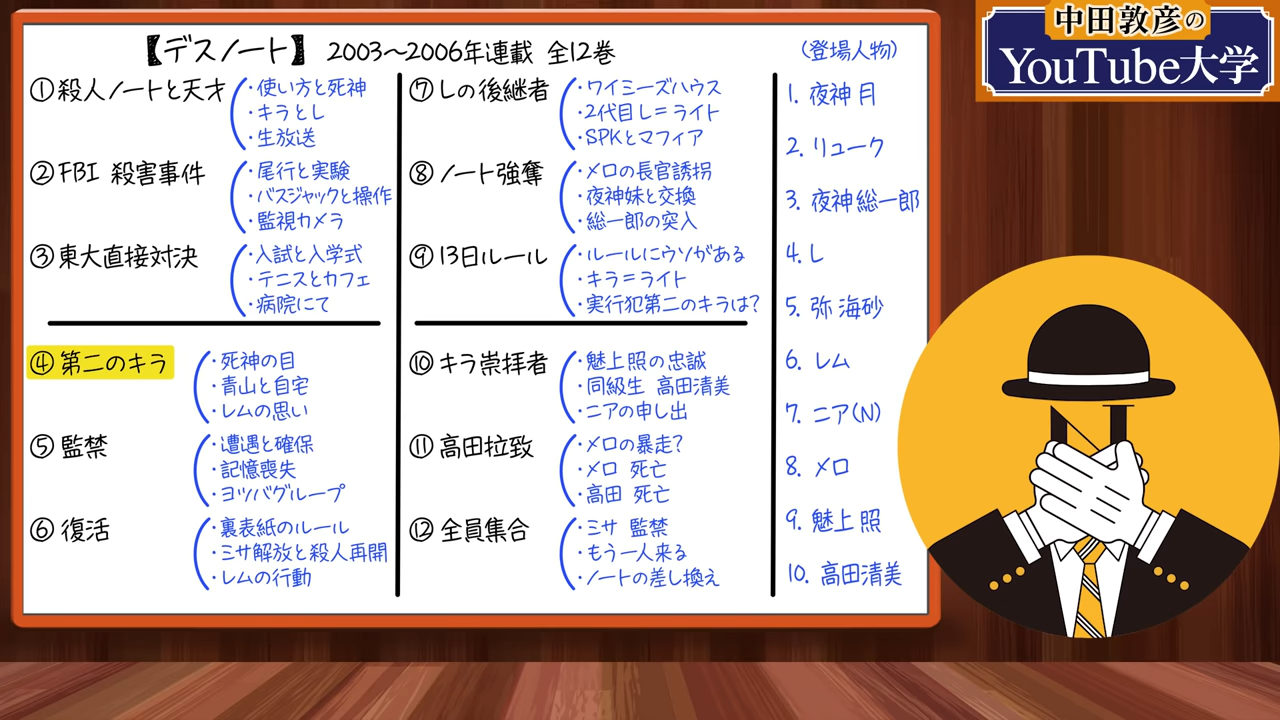 【デスノート】 2003〜2006年連載 全12巻
①殺人ノートと天才
・使い方と死神
・キラとL
・生放送
②FBI 殺害事件
・尾行と実験
・バスジャックと操作
・監視カメラ
③東大直接対決
・入試と入学式
・テニスとカフェ
・病院にて
④第二のキラ
・死神の目
・青山と自宅
・レムの思い
⑤監禁
・遭遇と確保
・記憶喪失
・ヨツバグループ
⑥復活
・裏表紙のルール
・ミサ解放と殺人再開
・レムの行動
⑦Lの後継者
・ワイミーズハウス
・2代目L=ライト
・SPKとマフィア
⑧ノート強奪
・メロの長官誘拐
・夜神妹と交換
・総一郎の突入
⑨13日ルール
・ルールにウソがある
・キラ=ライト
・実行犯第二のキラは?
⑩キラ崇拝者
・魅上照の忠誠
・同級生 高田清美
・ニアの申し出
⑪高田拉致
・メロの暴走?
・メロ 死亡
・高田 死亡
⑫全員集合
・ミサ 監禁
・もう一人来る
・ノートの差し換え
(登場人物)
1. 夜神月
2. リューク
3. 夜神総一郎
4. L
5. 弥 海砂
6. レム
7. ニア(N)
8. メロ
9. 魅上照
10. 高田清美
中田敦彦の
YouTube大学
N